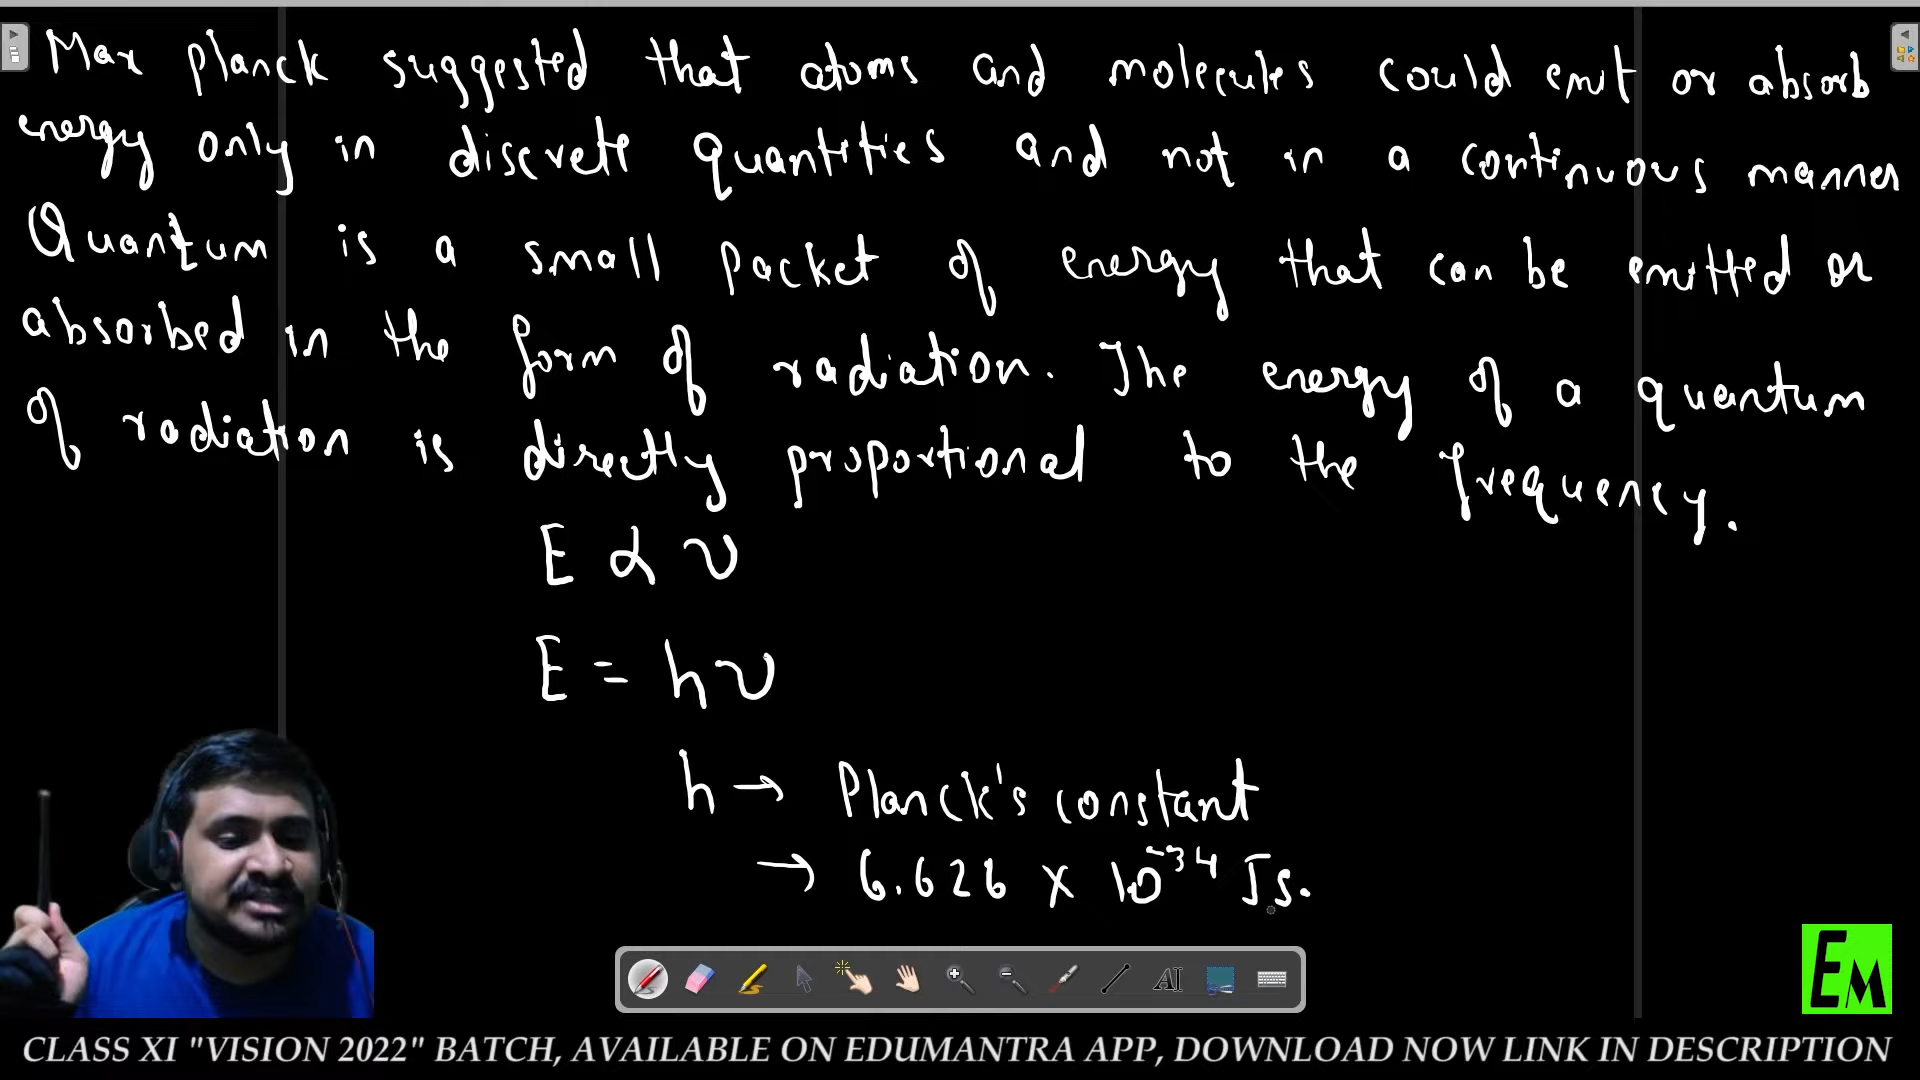 Max Planck suggested that atoms and molecules could emit or absorb
energy only in discrete quantities and not in a continuous manner
Quantum is a small packet of energy that can be emitted or
absorbed in the form of radiation. The energy of a quantum
of radiation is directly proportional to the frequency.
E ∝ ν
E = hν
h → Planck's constant
→ 6.626 × 10⁻³⁴ Js.
AI
EM
CLASS XI "VISION 2022" BATCH, AVAILABLE ON EDUMANTRA APP, DOWNLOAD NOW LINK IN DESCRIPTION